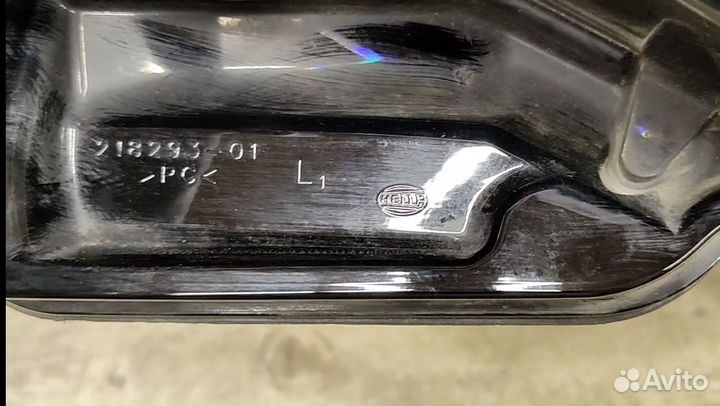 218293-01
>PC<
L1
HELLA
Avito